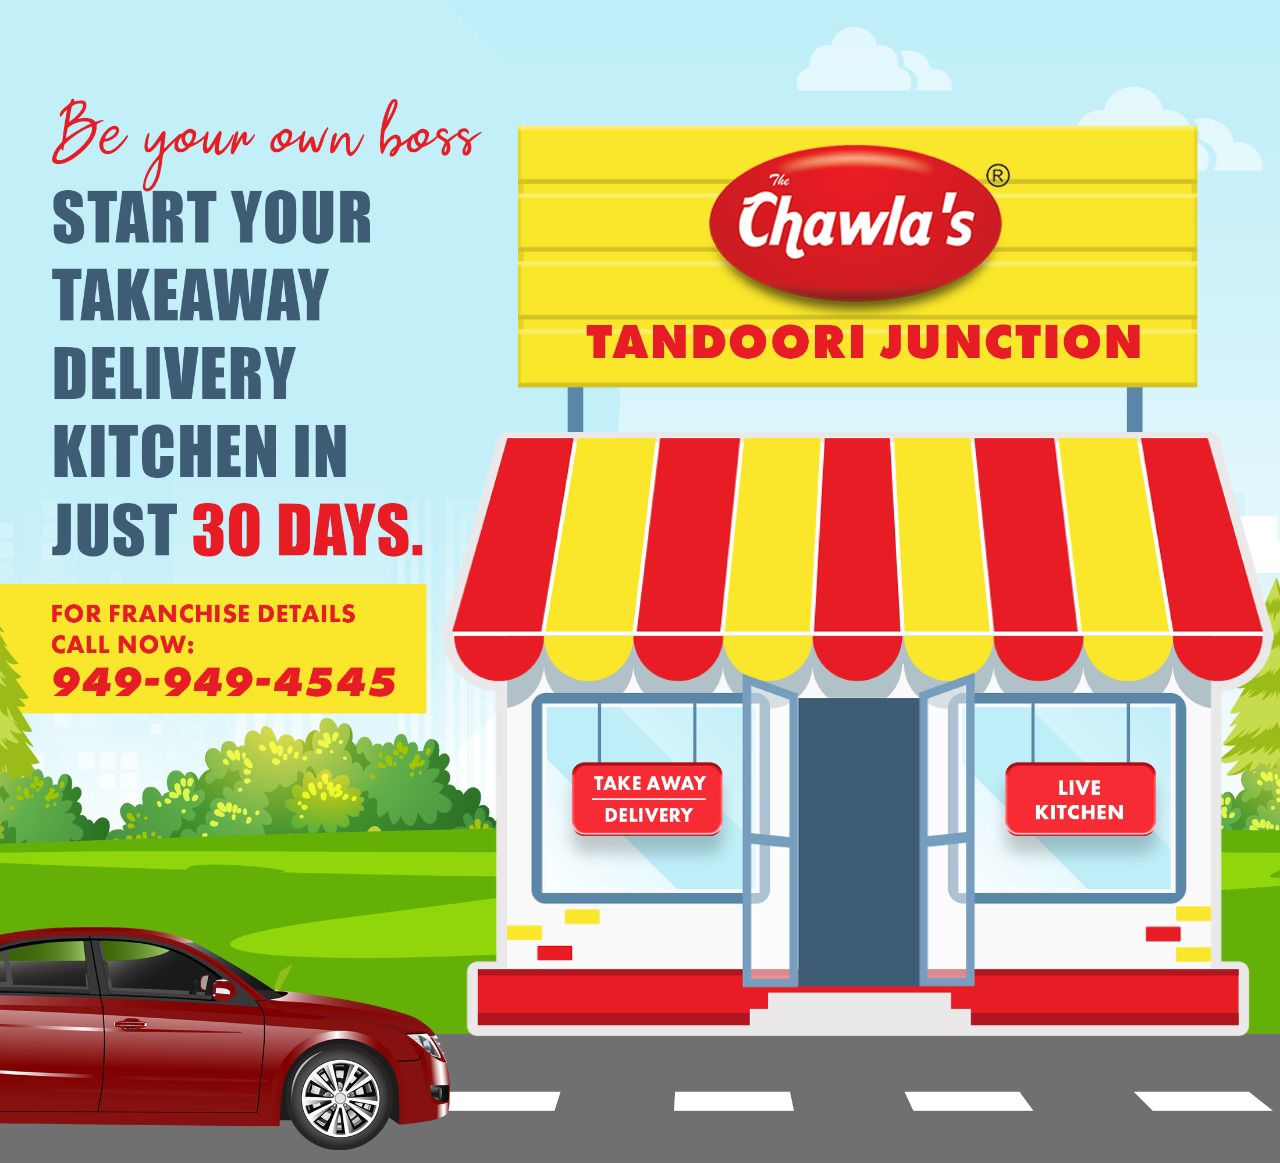 Be your own boss
START YOUR
TAKEAWAY
DELIVERY
KITCHEN IN
JUST 30 DAYS.
FOR FRANCHISE DETAILS
CALL NOW:
949-949-4545
The
Chawla's ®
TANDOORI JUNCTION
TAKE AWAY
DELIVERY
LIVE
KITCHEN